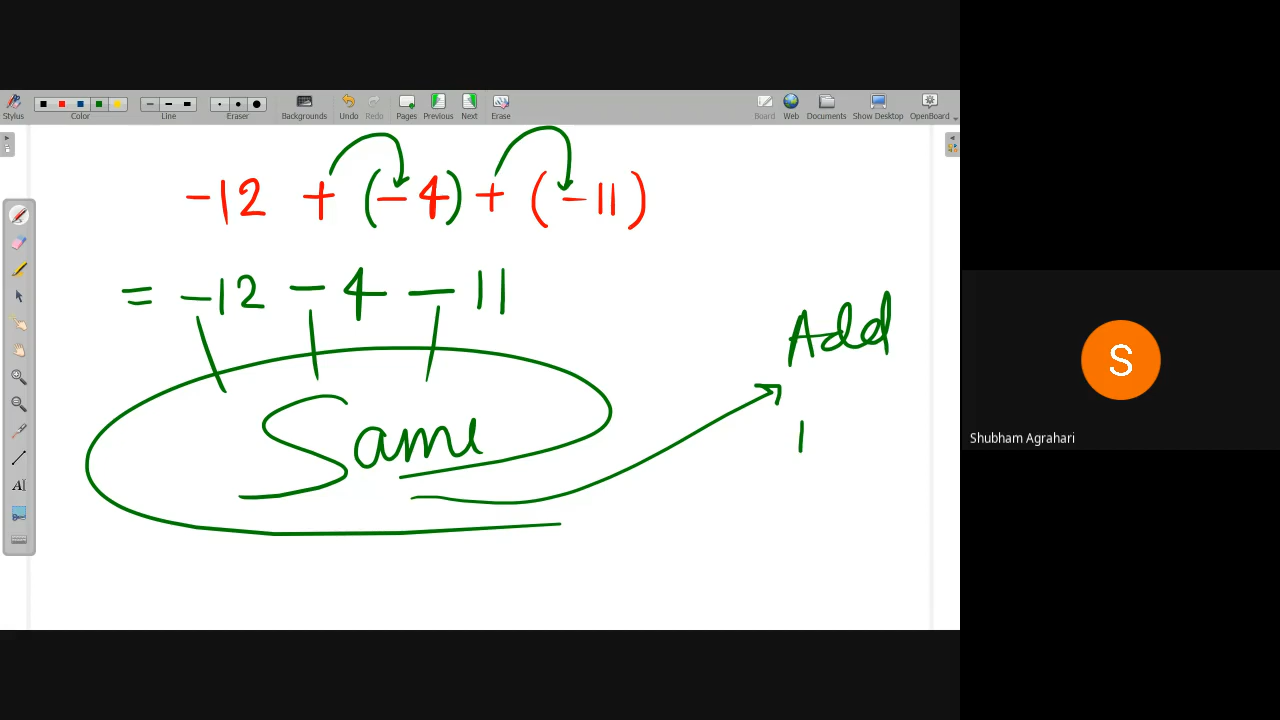 Stylus Color Line Eraser Backgrounds Undo Redo Pages Previous Next Erase Board Web Documents Show Desktop OpenBoard
-12 + (-4) + (-11)
= -12 - 4 - 11
Add
Same
1
S
Shubham Agrahari